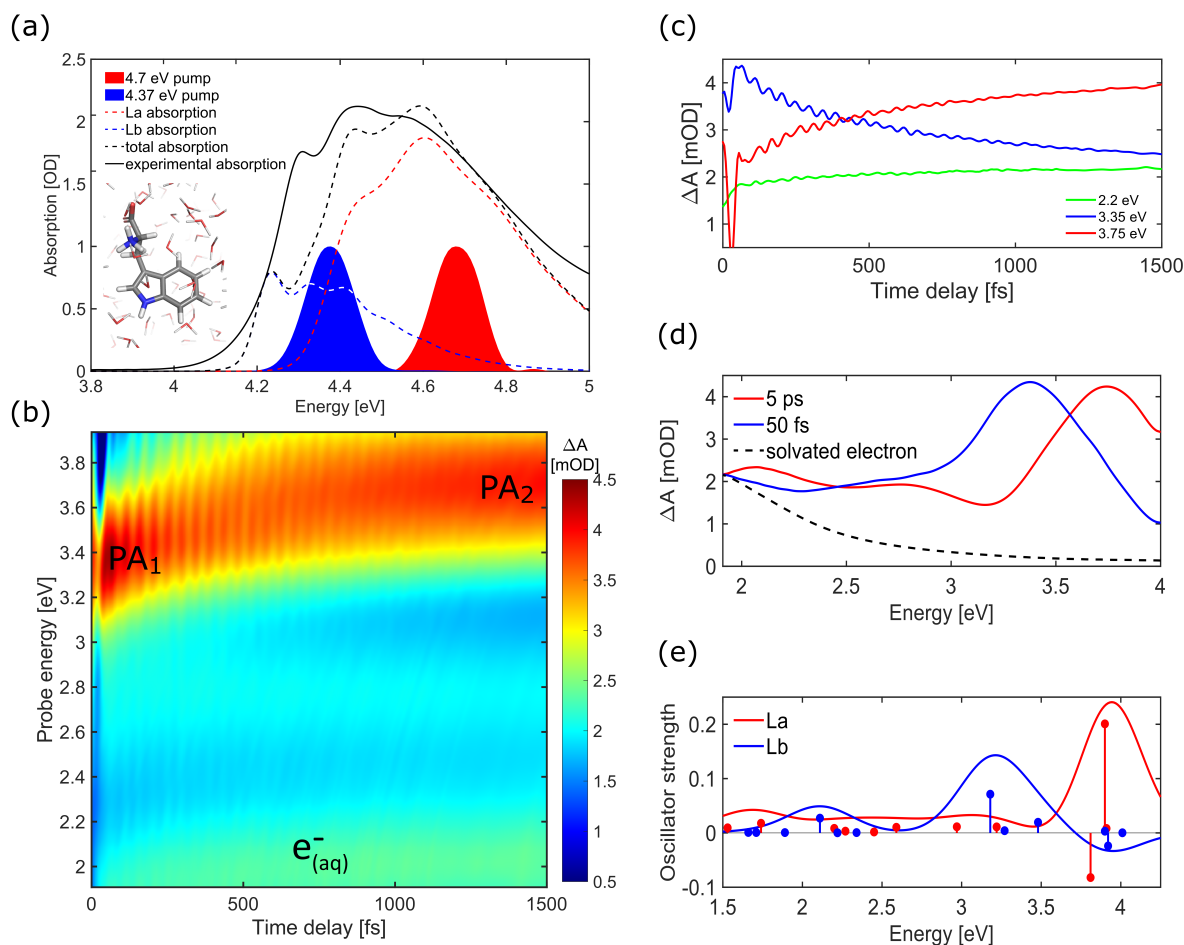 (a)
2.5
2
1.5
1
0.5
0
Absorption [OD]
4.7 eV pump
4.37 eV pump
La absorption
Lb absorption
total absorption
experimental absorption
3.8 4 4.2 4.4 4.6 4.8 5
Energy [eV]
(b)
3.8
3.6
3.4
3.2
3
2.8
2.6
2.4
2.2
2
Probe energy [eV]
PA1
PA2
e-(aq)
0 500 1000 1500
Time delay [fs]
ΔA
[mOD]
4.5
4
3.5
3
2.5
2
1.5
1
0.5
(c)
4
3
2
1
ΔA [mOD]
2.2 eV
3.35 eV
3.75 eV
0 500 1000 1500
Time delay [fs]
(d)
4
2
1
0
ΔA [mOD]
5 ps
50 fs
solvated electron
2 2.5 3 3.5 4
Energy [eV]
(e)
0.2
0.1
0
-0.1
Oscillator strength
La
Lb
1.5 2 2.5 3 3.5 4
Energy [eV]